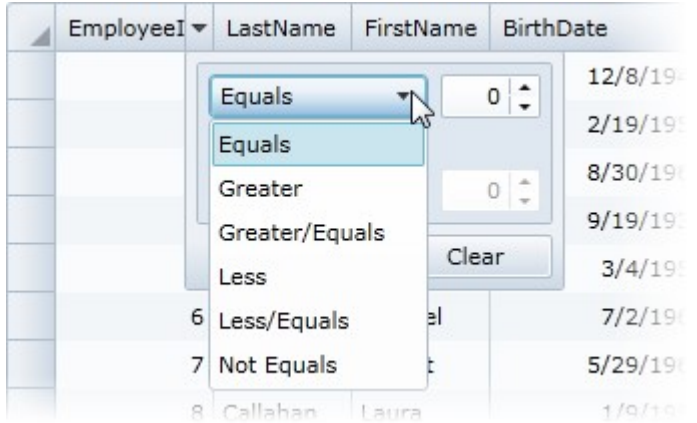 EmployeeI LastName FirstName BirthDate
Equals 0
12/8/19
Equals
2/19/19
Greater
0
8/30/19
Greater/Equals
9/19/19
Less
Clear
3/4/19
6 Less/Equals el 7/2/19
7 Not Equals t 5/29/19
8 Callahan Laura 1/9/19